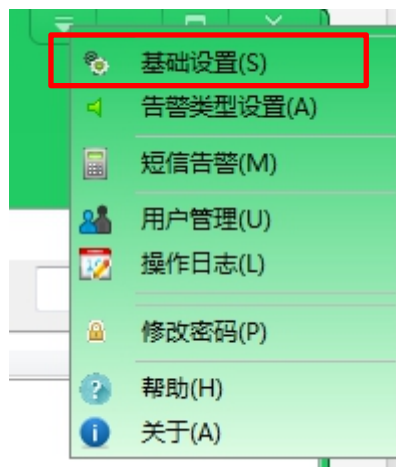 基础设置(S)
告警类型设置(A)
短信告警(M)
用户管理(U)
操作日志(L)
修改密码(P)
帮助(H)
关于(A)